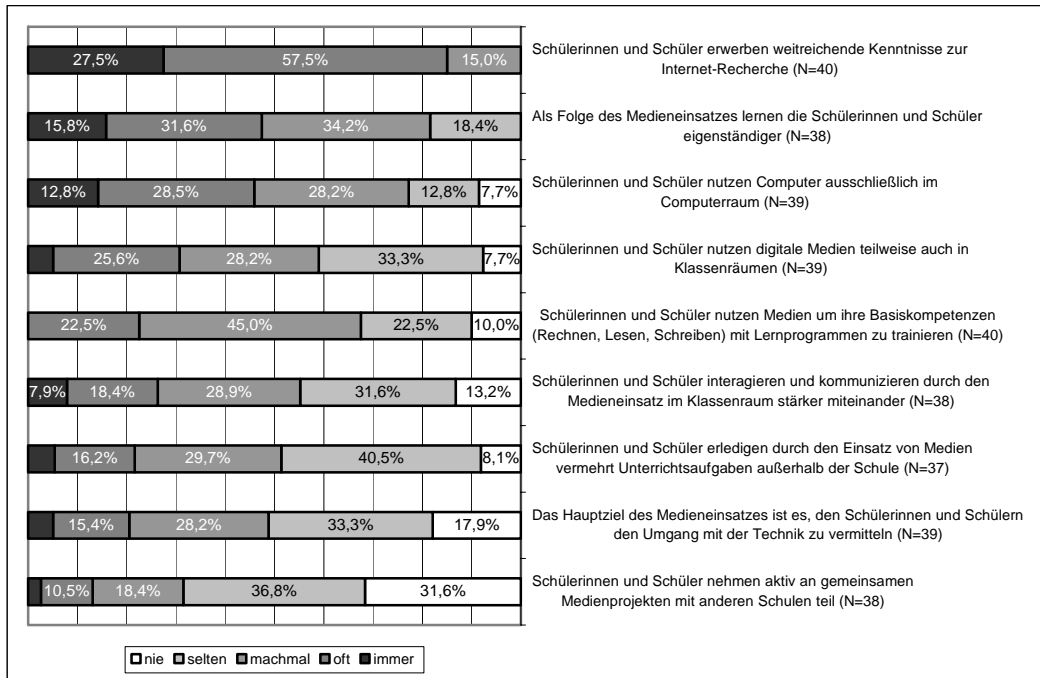 27,5% 57,5% 15,0%
Schülerinnen und Schüler erwerben weitreichende Kenntnisse zur
Internet-Recherche (N=40)
15,8% 31,6% 34,2% 18,4%
Als Folge des Medieneinsatzes lernen die Schülerinnen und Schüler
eigenständiger (N=38)
12,8% 28,5% 28,2% 12,8% 7,7%
Schülerinnen und Schüler nutzen Computer ausschließlich im
Computerraum (N=39)
25,6% 28,2% 33,3% 7,7%
Schülerinnen und Schüler nutzen digitale Medien teilweise auch in
Klassenräumen (N=39)
22,5% 45,0% 22,5% 10,0%
Schülerinnen und Schüler nutzen Medien um ihre Basiskompetenzen
(Rechnen, Lesen, Schreiben) mit Lernprogrammen zu trainieren (N=40)
7,9% 18,4% 28,9% 31,6% 13,2%
Schülerinnen und Schüler interagieren und kommunizieren durch den
Medieneinsatz im Klassenraum stärker miteinander (N=38)
16,2% 29,7% 40,5% 8,1%
Schülerinnen und Schüler erledigen durch den Einsatz von Medien
vermehrt Unterrichtsaufgaben außerhalb der Schule (N=37)
15,4% 28,2% 33,3% 17,9%
Das Hauptziel des Medieneinsatzes ist es, den Schülerinnen und Schülern
den Umgang mit der Technik zu vermitteln (N=39)
10,5% 18,4% 36,8% 31,6%
Schülerinnen und Schüler nehmen aktiv an gemeinsamen
Medienprojekten mit anderen Schulen teil (N=38)
nie selten machmal oft immer